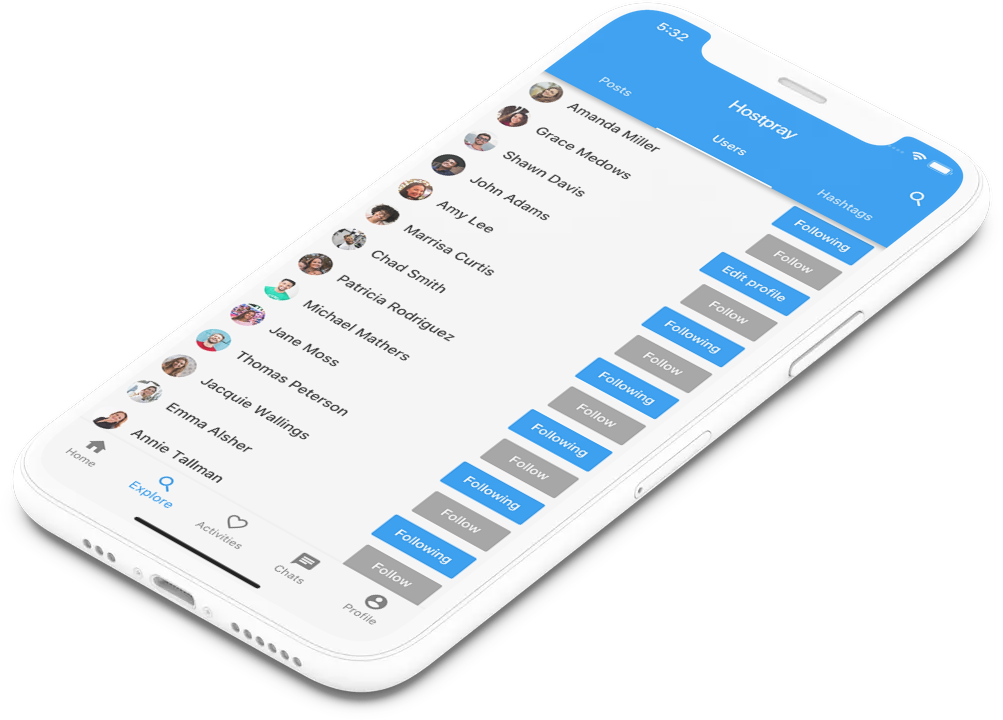 5:32
Hostpray
Posts
Users
Hashtags
Amanda Miller
Following
Grace Medows
Follow
Shawn Davis
Edit profile
John Adams
Follow
Amy Lee
Following
Marrisa Curtis
Follow
Chad Smith
Following
Patricia Rodriguez
Follow
Michael Mathers
Following
Jane Moss
Follow
Thomas Peterson
Following
Jacquie Wallings
Follow
Emma Alsher
Following
Annie Tallman
Follow
Home
Explore
Activities
Chats
Profile